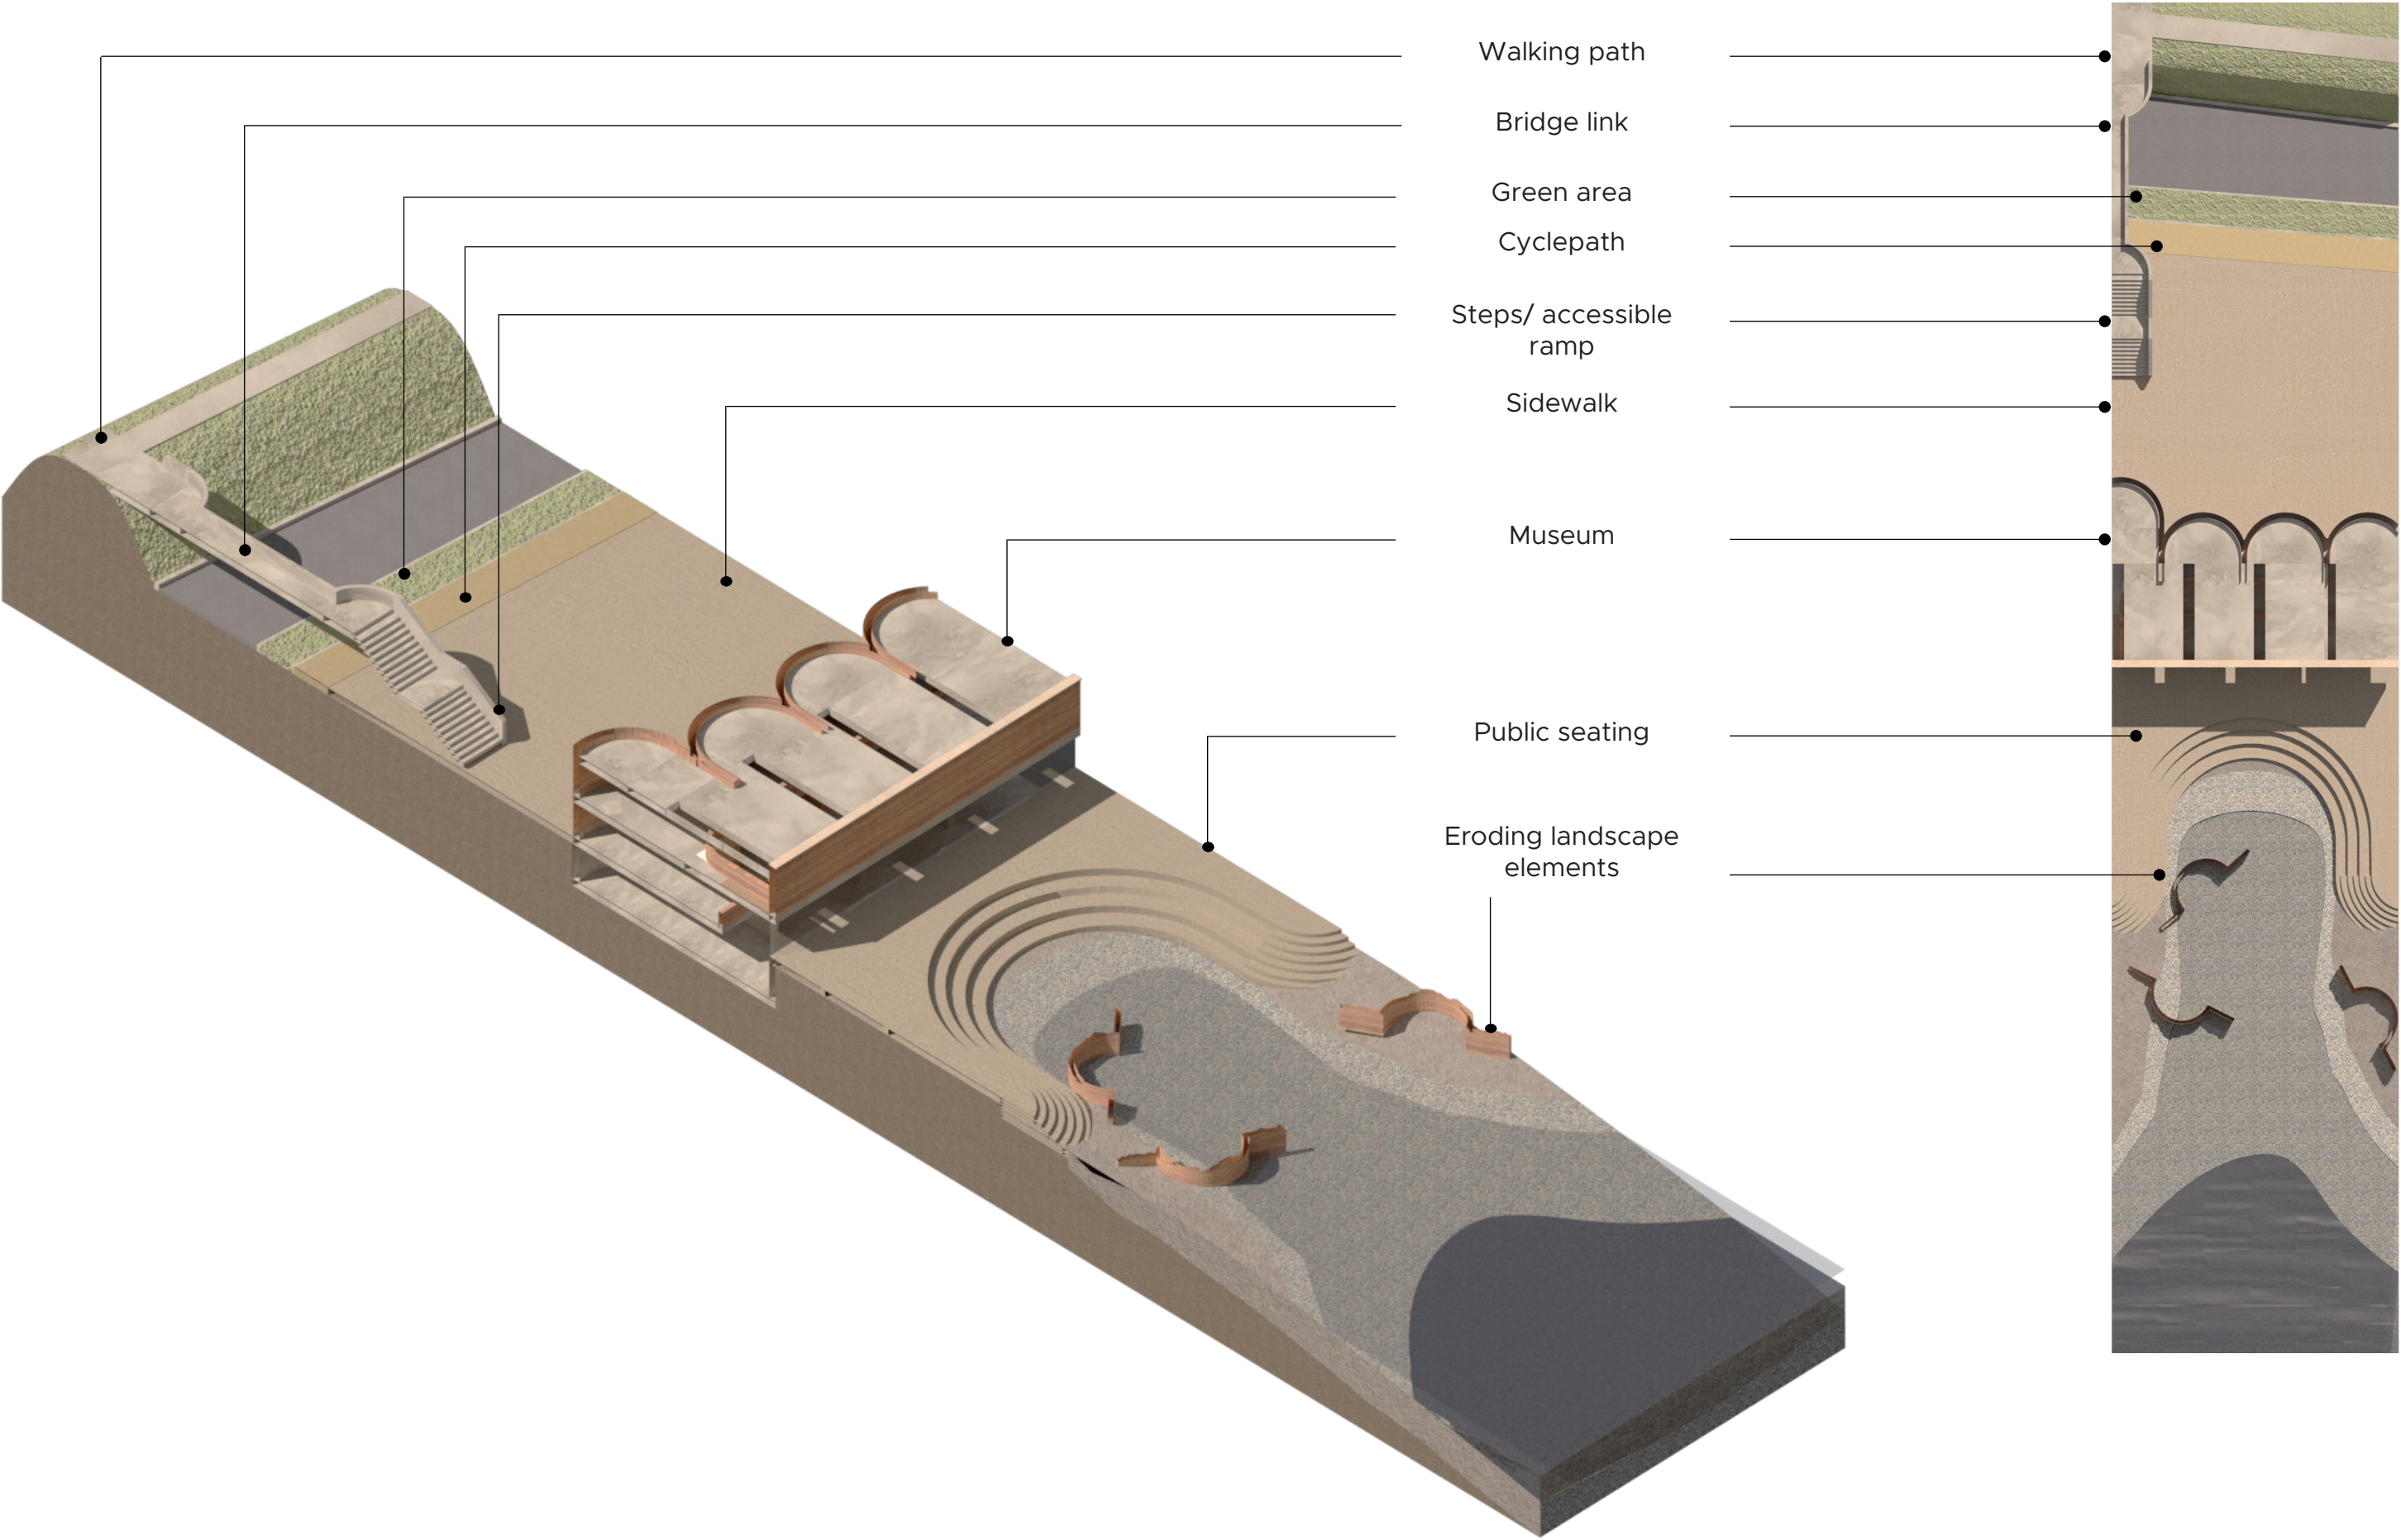 Walking path
Bridge link
Green area
Cyclepath
Steps/ accessible
ramp
Sidewalk
Museum
Public seating
Eroding landscape
elements